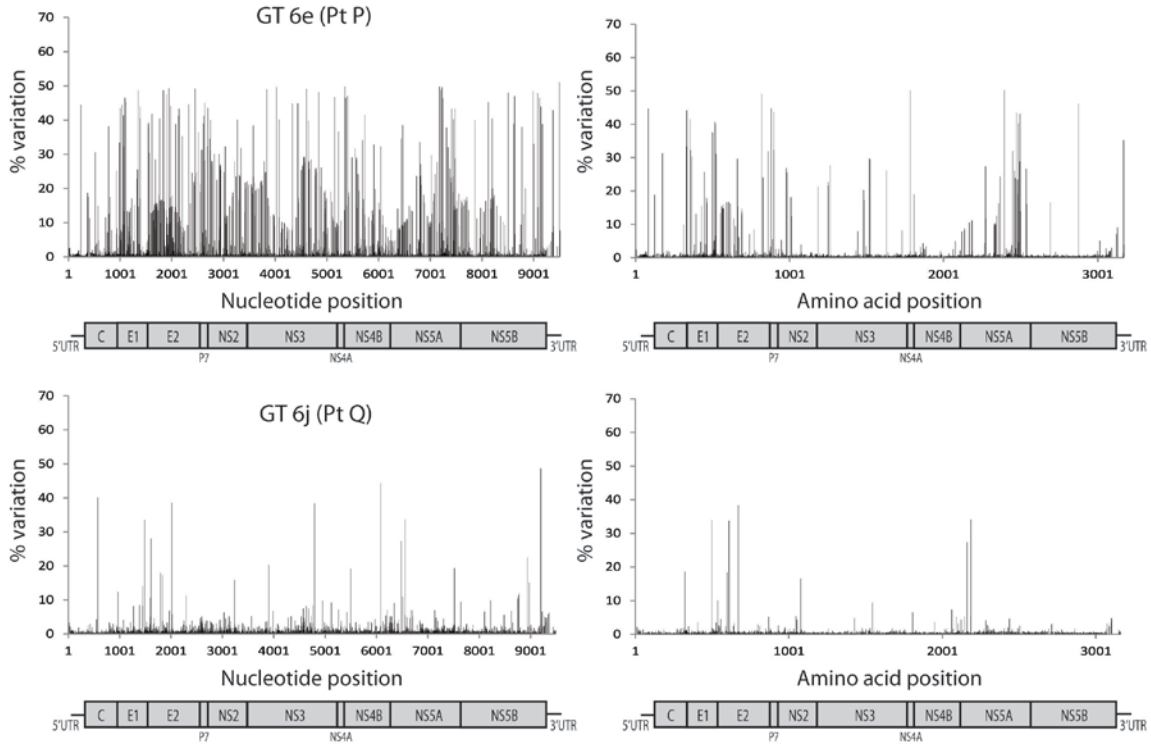 GT 6e (Pt P)
% variation
70
60
50
40
30
20
10
0
1 1001 2001 3001 4001 5001 6001 7001 8001 9001
Nucleotide position
5'UTR C E1 E2 NS2 NS3 NS4B NS5A NS5B 3'UTR
P7 NS4A
% variation
70
60
50
40
30
20
10
0
1 1001 2001 3001
Amino acid position
5'UTR C E1 E2 NS2 NS3 NS4B NS5A NS5B 3'UTR
P7 NS4A
GT 6j (Pt Q)
% variation
70
60
50
40
30
20
10
0
1 1001 2001 3001 4001 5001 6001 7001 8001 9001
Nucleotide position
5'UTR C E1 E2 NS2 NS3 NS4B NS5A NS5B 3'UTR
P7 NS4A
% variation
70
60
50
40
30
20
10
0
1 1001 2001 3001
Amino acid position
5'UTR C E1 E2 NS2 NS3 NS4B NS5A NS5B 3'UTR
P7 NS4A